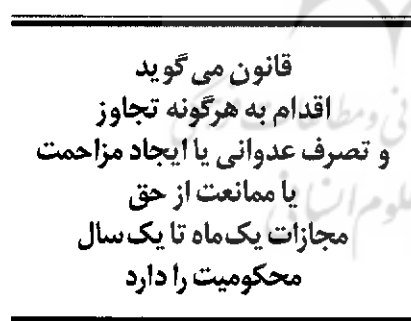 قانون می گوید
اقدام به هرگونه تجاوز
و تصرف عدوانی یا ایجاد مزاحمت
یا ممانعت از حق
مجازات یک‌ماه تا یک‌سال
محکومیت را دارد